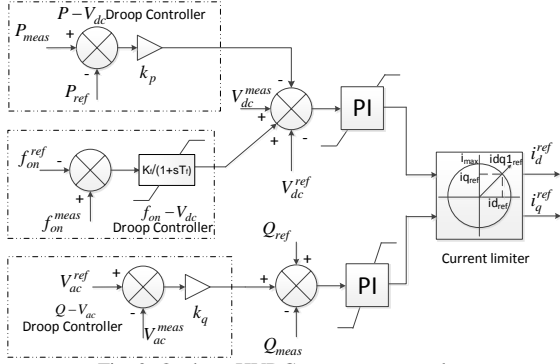 P − V_dc Droop Controller
P_meas
+
-
P_ref
k_p
-
V_dc^meas
+
+
-
V_dc^ref
PI
f_on^ref
-
+
f_on^meas
K_f/(1+sT_f)
f_on − V_dc
Droop Controller
i_max
idq1_ref
iq_ref
id_ref
i_d^ref
i_q^ref
Current limiter
Q_ref
+
+
-
Q_meas
PI
V_ac^ref
+
-
V_ac^meas
Q − V_ac
Droop Controller
k_q